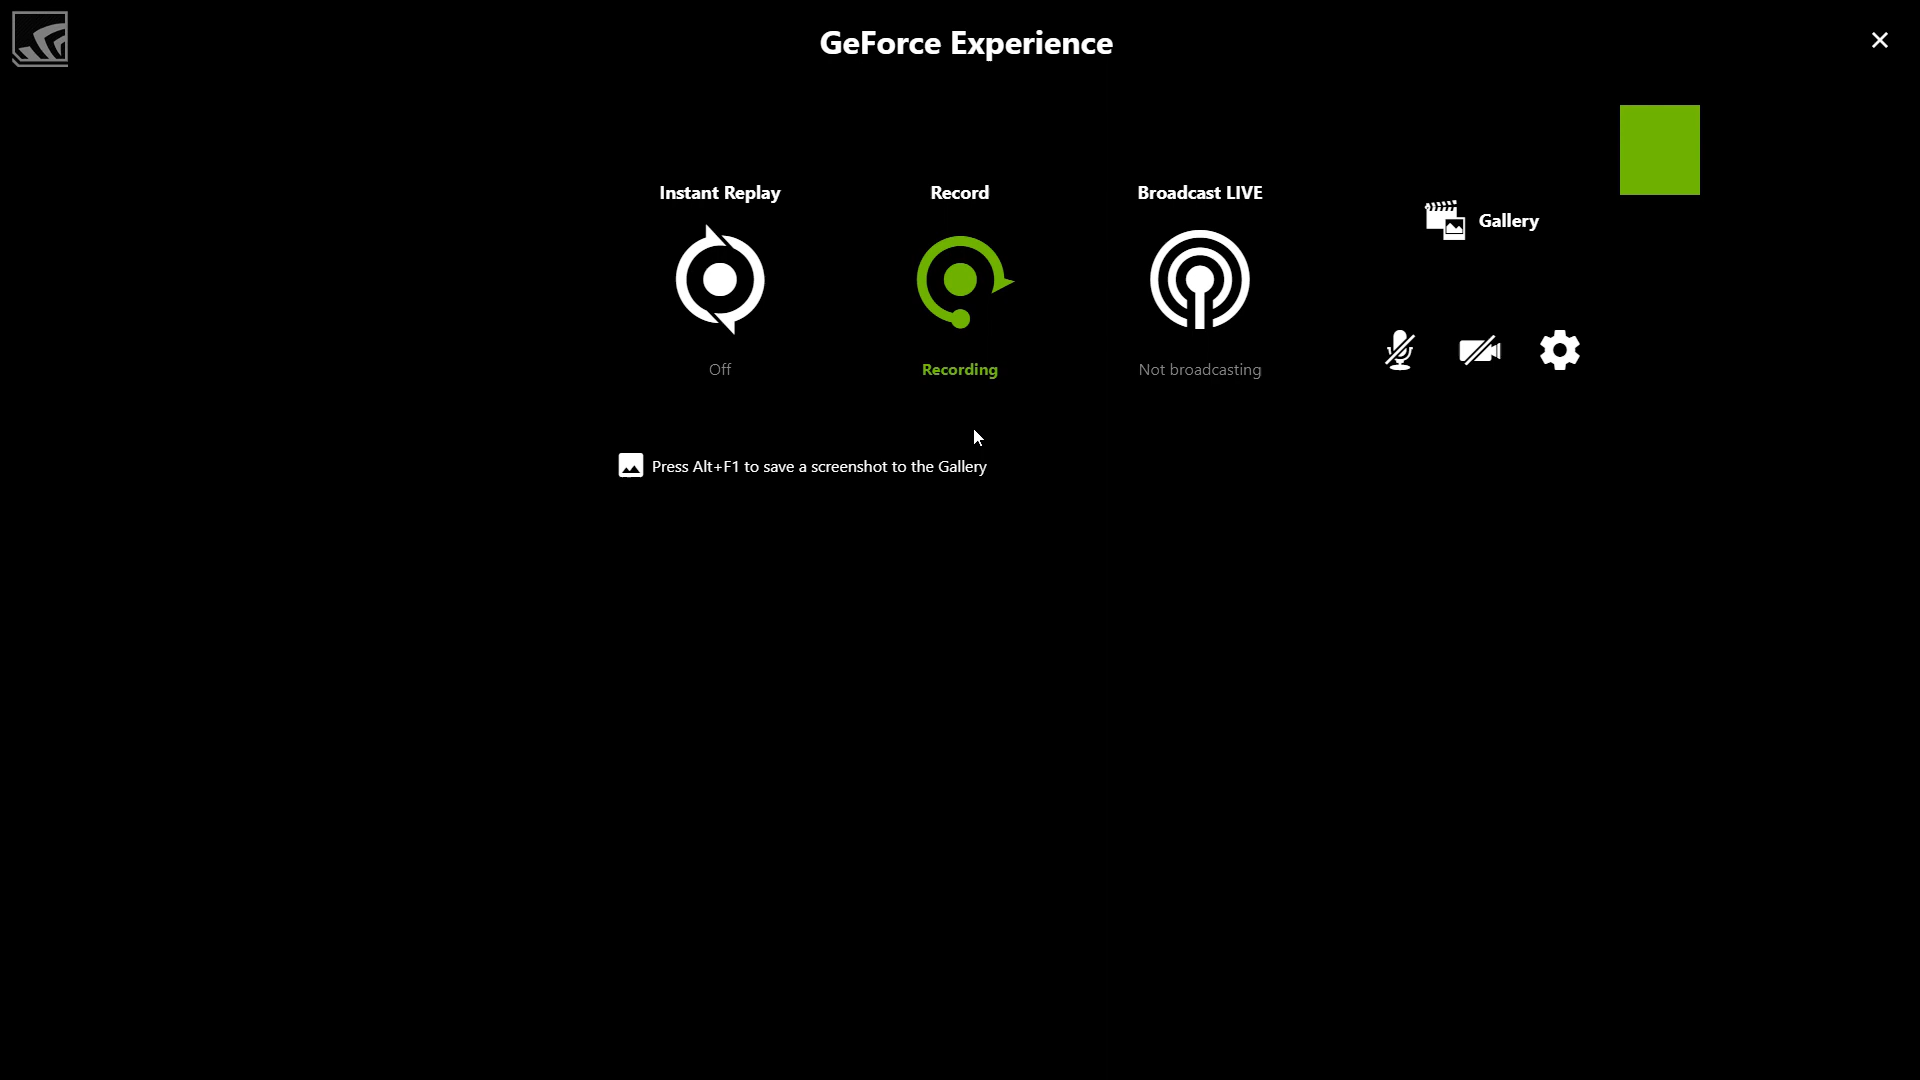 GeForce Experience
Instant Replay
Record
Broadcast LIVE
Gallery
Off
Recording
Not broadcasting
Press Alt+F1 to save a screenshot to the Gallery